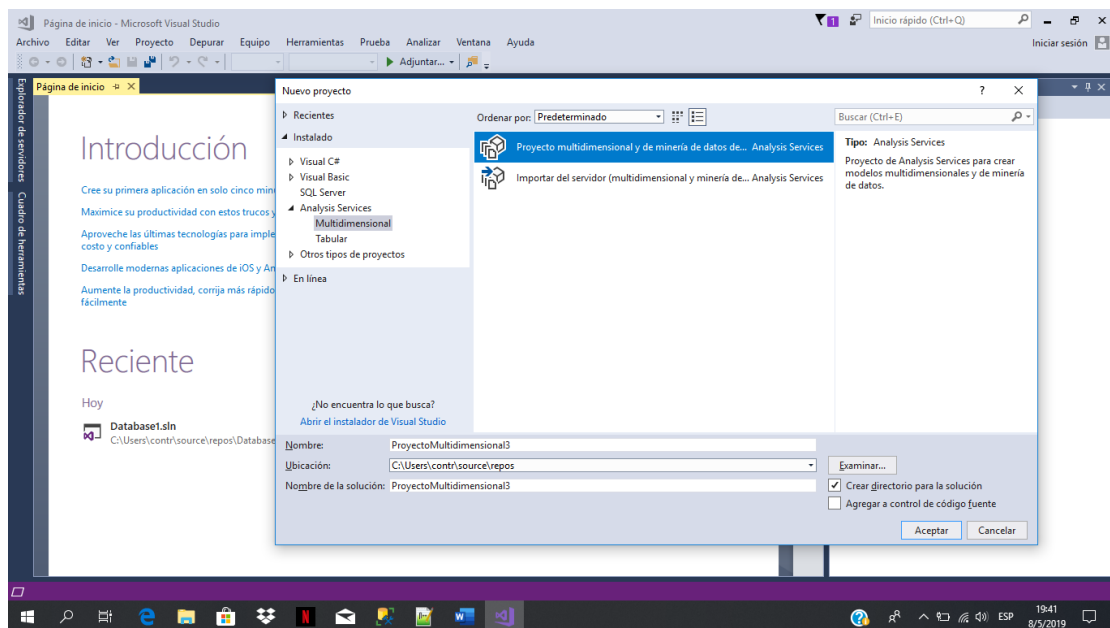 Página de inicio - Microsoft Visual Studio
1
Inicio rápido (Ctrl+Q)
Archivo Editar Ver Proyecto Depurar Equipo Herramientas Prueba Analizar Ventana Ayuda
Iniciar sesión
Adjuntar...
Explorador de servidores
Cuadro de herramientas
Página de inicio
Introducción
Cree su primera aplicación en solo cinco
Maximice su productividad con estos trucos y
Aproveche las últimas tecnologías para
costo y confiables
Desarrolle modernas aplicaciones de iOS y
Aumente la productividad, corrija más rápido
fácilmente
Reciente
Hoy
Database1.sln
C:\Users\contr\source\repos\Database
Nuevo proyecto
?
Recientes
Instalado
Visual C#
Visual Basic
SQL Server
Analysis Services
Multidimensional
Tabular
Otros tipos de proyectos
En línea
¿No encuentra lo que busca?
Abrir el instalador de Visual Studio
Ordenar por: Predeterminado
Proyecto multidimensional y de minería de datos de... Analysis Services
Importar del servidor (multidimensional y minería de... Analysis Services
Buscar (Ctrl+E)
Tipo: Analysis Services
Proyecto de Analysis Services para crear
modelos multidimensionales y de minería
de datos.
Nombre: ProyectoMultidimensional3
Ubicación: C:\Users\contr\source\repos
Examinar...
Nombre de la solución: ProyectoMultidimensional3
Crear directorio para la solución
Agregar a control de código fuente
Aceptar Cancelar
ESP
19:41
8/5/2019